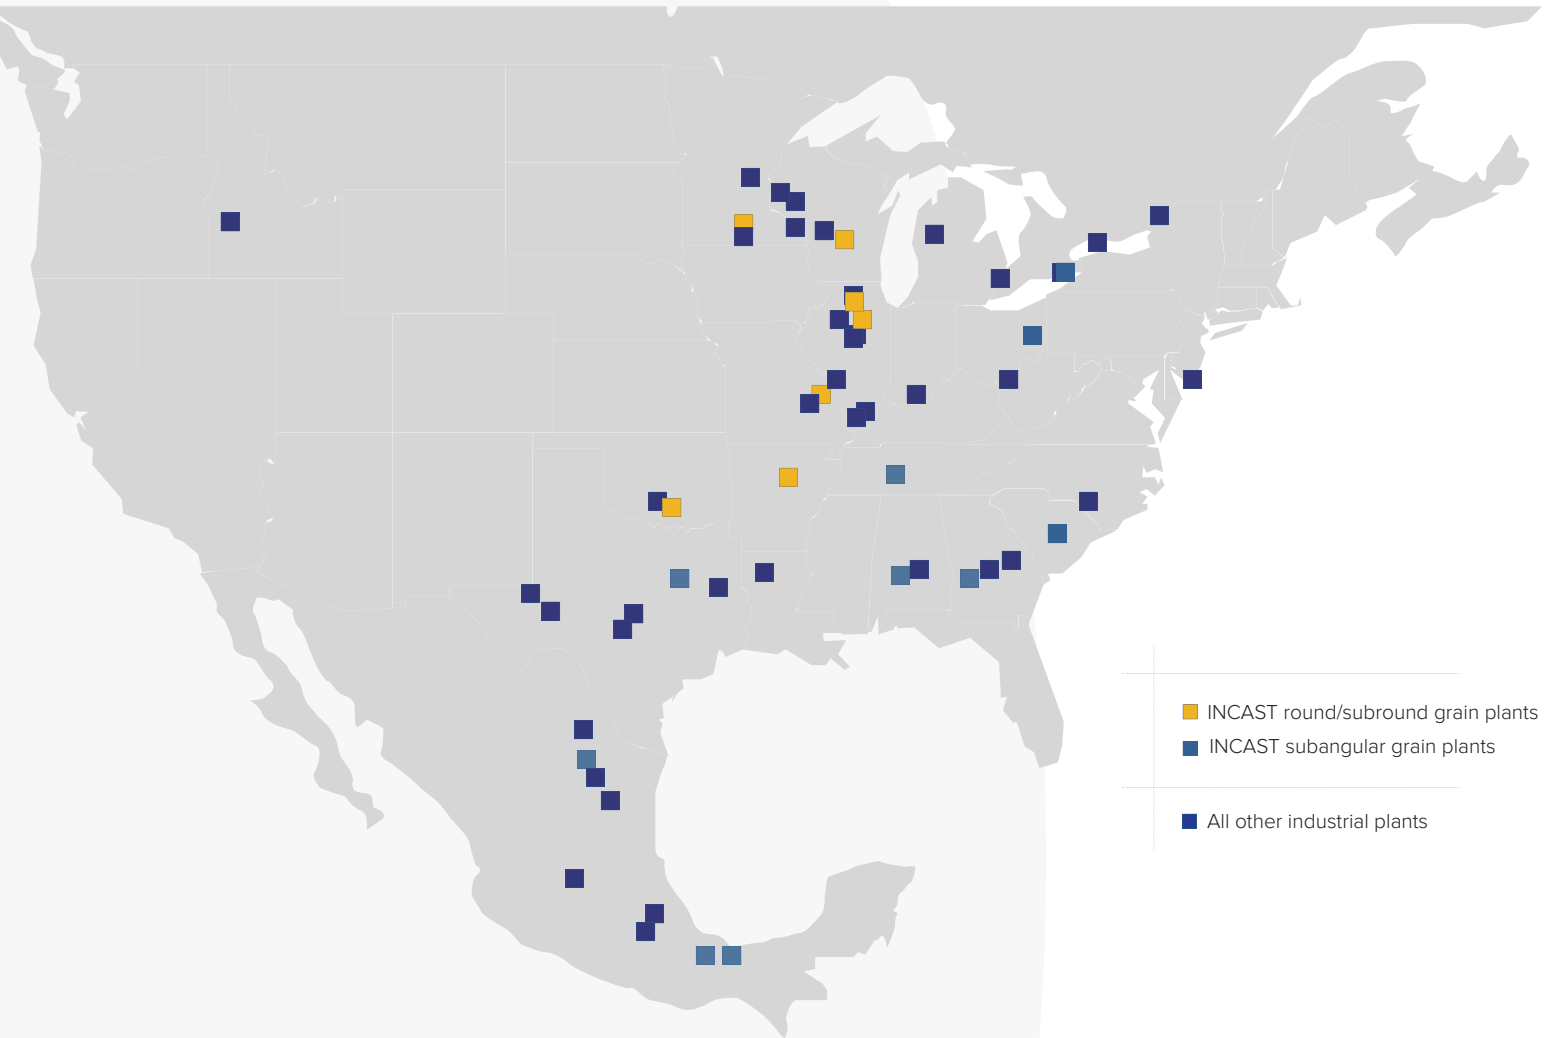 INCAST round/subround grain plants
INCAST subangular grain plants
All other industrial plants